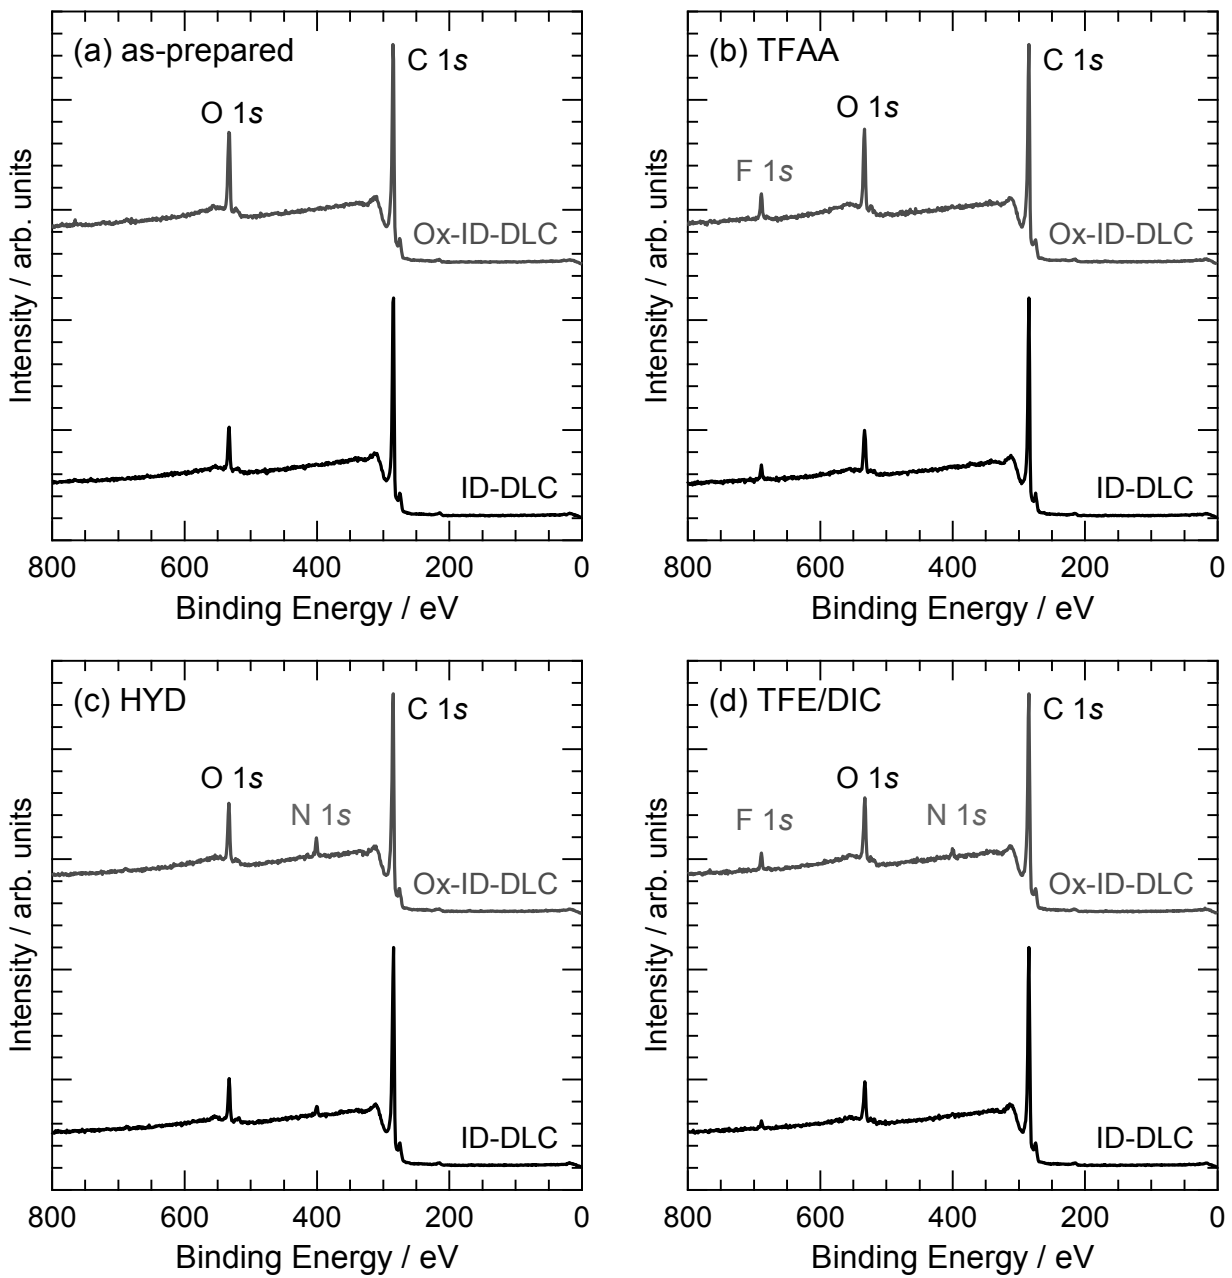 (a) as-prepared
C 1s
O 1s
Ox-ID-DLC
ID-DLC
Intensity / arb. units
800 600 400 200 0
Binding Energy / eV
(b) TFAA
C 1s
O 1s
F 1s
Ox-ID-DLC
ID-DLC
Intensity / arb. units
800 600 400 200 0
Binding Energy / eV
(c) HYD
C 1s
O 1s
N 1s
Ox-ID-DLC
ID-DLC
Intensity / arb. units
800 600 400 200 0
Binding Energy / eV
(d) TFE/DIC
C 1s
O 1s
F 1s
N 1s
Ox-ID-DLC
ID-DLC
Intensity / arb. units
800 600 400 200 0
Binding Energy / eV